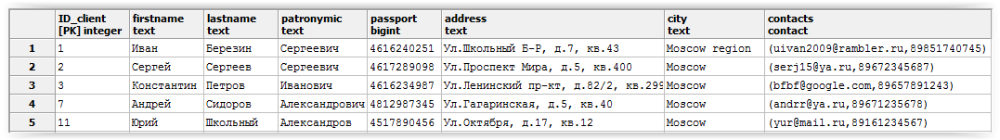 ID_client firstname lastname patronymic passport address city contacts
[PK] integer text text text bigint text text contact
1 1 Иван Березин Сергеевич 4616240251 Ул.Школьный Б-Р, д.7, кв.43 Moscow region (uivan2009@rambler.ru,89851740745)
2 2 Сергей Сергеев Сергеевич 4617289098 Ул.Проспект Мира, д.5, кв.400 Moscow (serj15@ya.ru,89672345687)
3 3 Константин Петров Иванович 4616234987 Ул.Ленинский пр-кт, д.82/2, кв.299 Moscow (bfbf@google.com,89657891243)
4 7 Андрей Сидоров Александрович 4812987345 Ул.Гагаринская, д.5, кв.40 Moscow (andrr@ya.ru,89671235678)
5 11 Юрий Школьный Александров 4517890456 Ул.Октября, д.17, кв.12 Moscow (yur@mail.ru,89161234567)